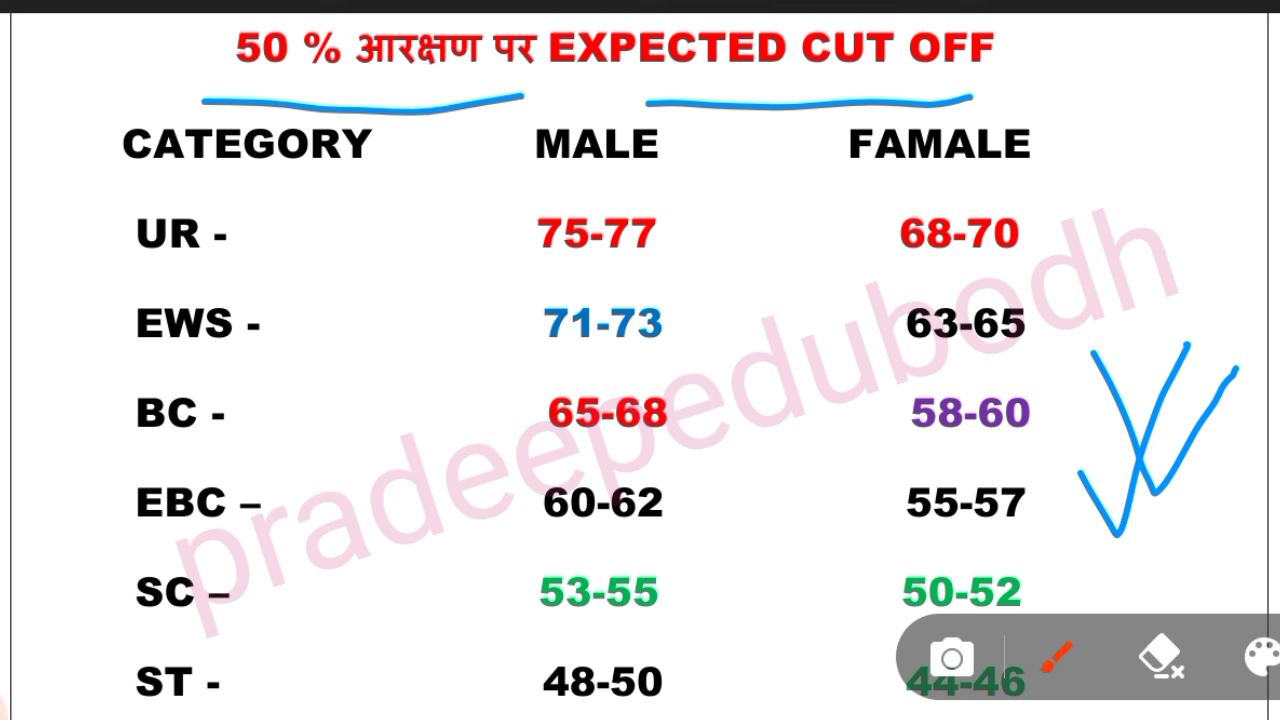 50 % आरक्षण पर EXPECTED CUT OFF
CATEGORY MALE FAMALE
UR - 75-77 68-70
EWS - 71-73 63-65
BC - 65-68 58-60
EBC – 60-62 55-57
SC – 53-55 50-52
ST - 48-50 44-46
pradeepedubodh